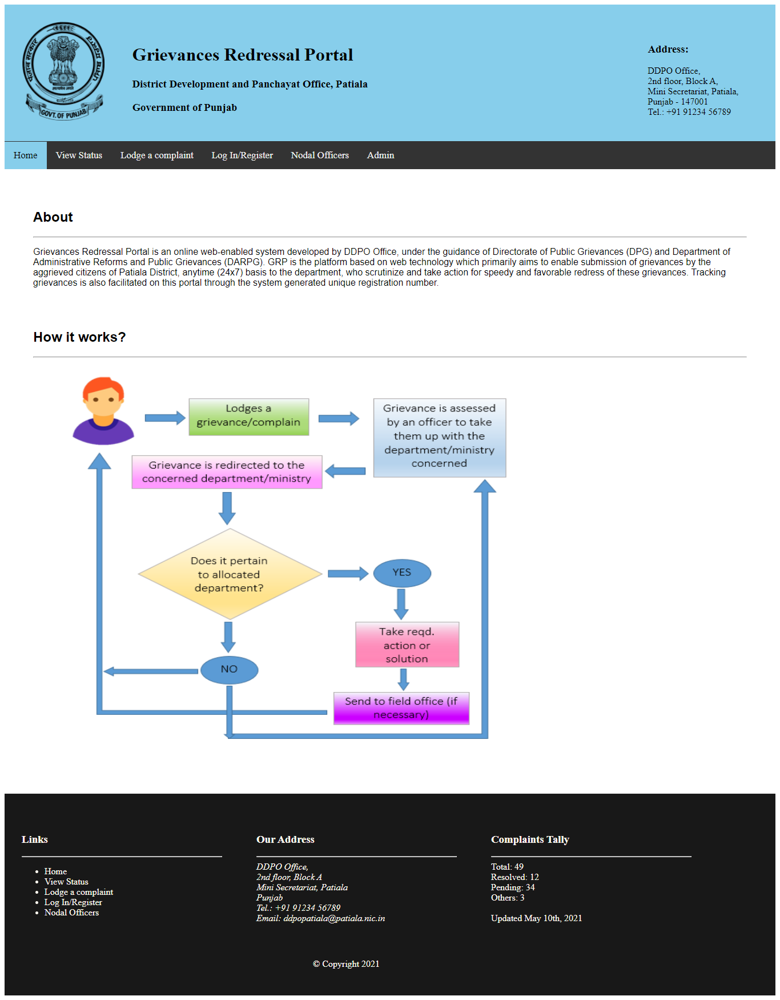 ਪੰਜਾਬ ਸਰਕਾਰ
पंजाब सरकार
सत्यमेव जयते
GOVT. OF PUNJAB
Grievances Redressal Portal
District Development and Panchayat Office, Patiala
Government of Punjab
Address:
DDPO Office,
2nd floor, Block A,
Mini Secretariat, Patiala,
Punjab - 147001
Tel.: +91 91234 56789
Home
View Status
Lodge a complaint
Log In/Register
Nodal Officers
Admin
About
Grievances Redressal Portal is an online web-enabled system developed by DDPO Office, under the guidance of Directorate of Public Grievances (DPG) and Department of
Administrative Reforms and Public Grievances (DARPG). GRP is the platform based on web technology which primarily aims to enable submission of grievances by the
aggrieved citizens of Patiala District, anytime (24x7) basis to the department, who scrutinize and take action for speedy and favorable redress of these grievances. Tracking
grievances is also facilitated on this portal through the system generated unique registration number.
How it works?
Lodges a
grievance/complain
Grievance is assessed
by an officer to take
them up with the
department/ministry
concerned
Grievance is redirected to the
concerned department/ministry
Does it pertain
to allocated
department?
YES
Take reqd.
action or
solution
NO
Send to field office (if
necessary)
Links
Home
View Status
Lodge a complaint
Log In/Register
Nodal Officers
Our Address
DDPO Office,
2nd floor, Block A
Mini Secretariat, Patiala
Punjab
Tel.: +91 91234 56789
Email: ddpopatiala@patiala.nic.in
Complaints Tally
Total: 49
Resolved: 12
Pending: 34
Others: 3
Updated May 10th, 2021
© Copyright 2021